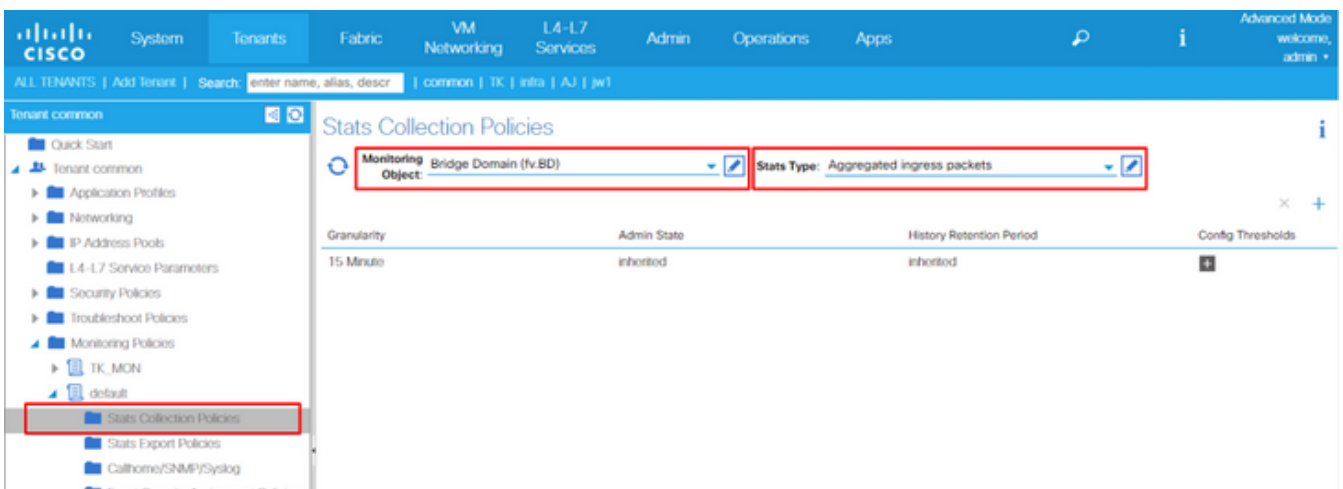 Advanced Mode
CISCO System Tenants Fabric VM Networking L4-L7 Services Admin Operations Apps i welcome, admin
ALL TENANTS | Add Tenant | Search: enter name, alias, descr | common | TK | infra | AJ | jw1
Tenant common
Quick Start
Tenant common
Application Profiles
Networking
IP Address Pools
L4-L7 Service Parameters
Security Policies
Troubleshoot Policies
Monitoring Policies
TK_MON
default
Stats Collection Policies
Stats Export Policies
Callhome/SNMP/Syslog
Stats Collection Policies i
Monitoring Object: Bridge Domain (fv.BD) Stats Type: Aggregated ingress packets
Granularity Admin State History Retention Period Config Thresholds
15 Minute inherited inherited